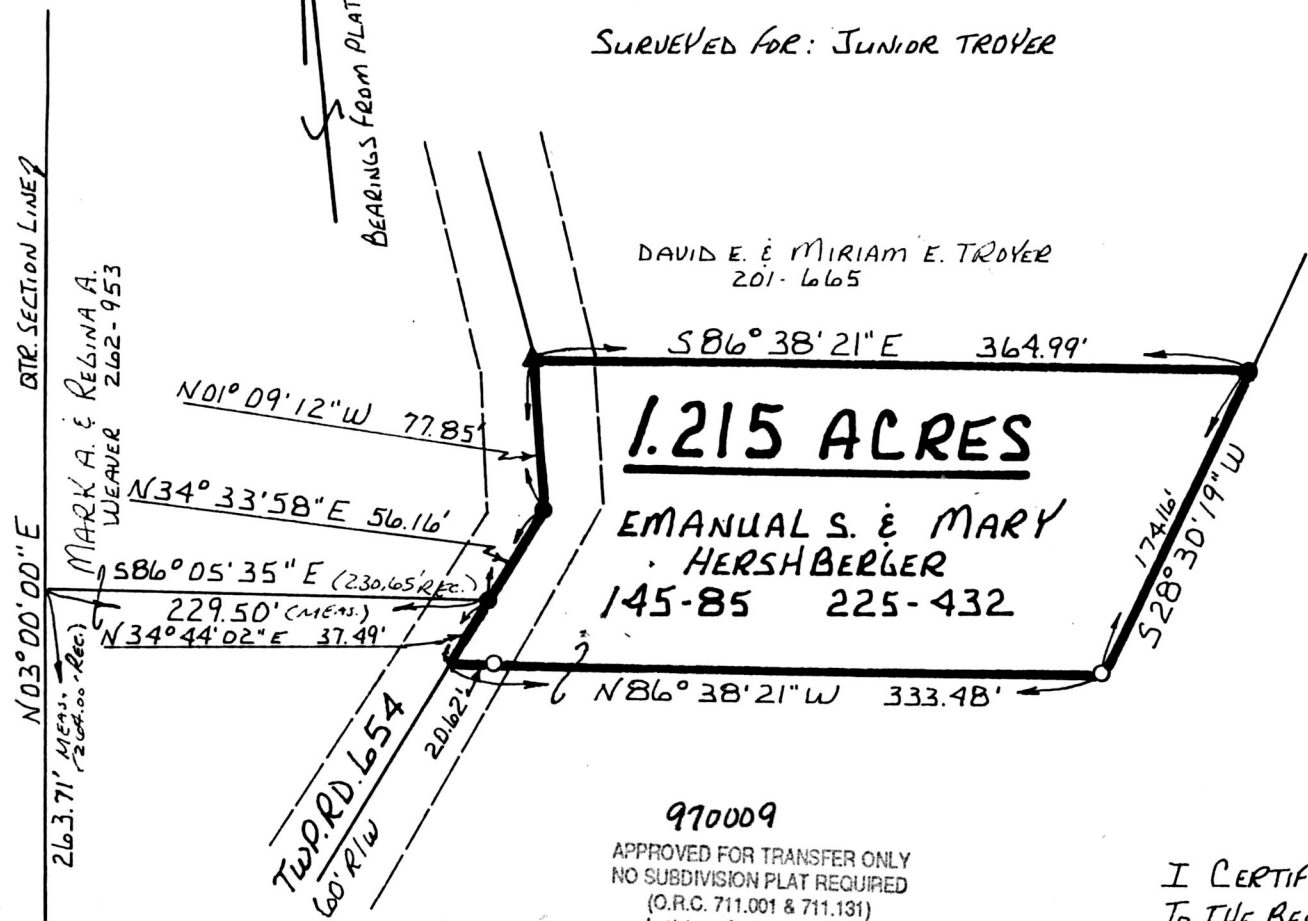 SURVEYED FOR: JUNIOR TROYER
BEARINGS FROM PLAT
QTR. SECTION LINE
N03°00'00"E
MARK A. & REGINA A.
WEAVER 262-953
DAVID E. & MIRIAM E. TROYER
201-665
S86°38'21"E 364.99'
N01°09'12"W 77.85'
1.215 ACRES
N34°33'58"E 56.16'
EMANUAL S. & MARY
HERSHBERGER
145-85 225-432
174.16'
S28°30'19"W
S86°05'35"E (230.65' REC.)
229.50' (MEAS.)
N34°44'02"E 37.49'
N86°38'21"W 333.48'
20.62'
263.71' MEAS.
(264.00' REC.)
TWP. RD. 654
60' R/W
970009
APPROVED FOR TRANSFER ONLY
NO SUBDIVISION PLAT REQUIRED
(O.R.C. 711.001 & 711.131)
I CERTIF
TO THE BES